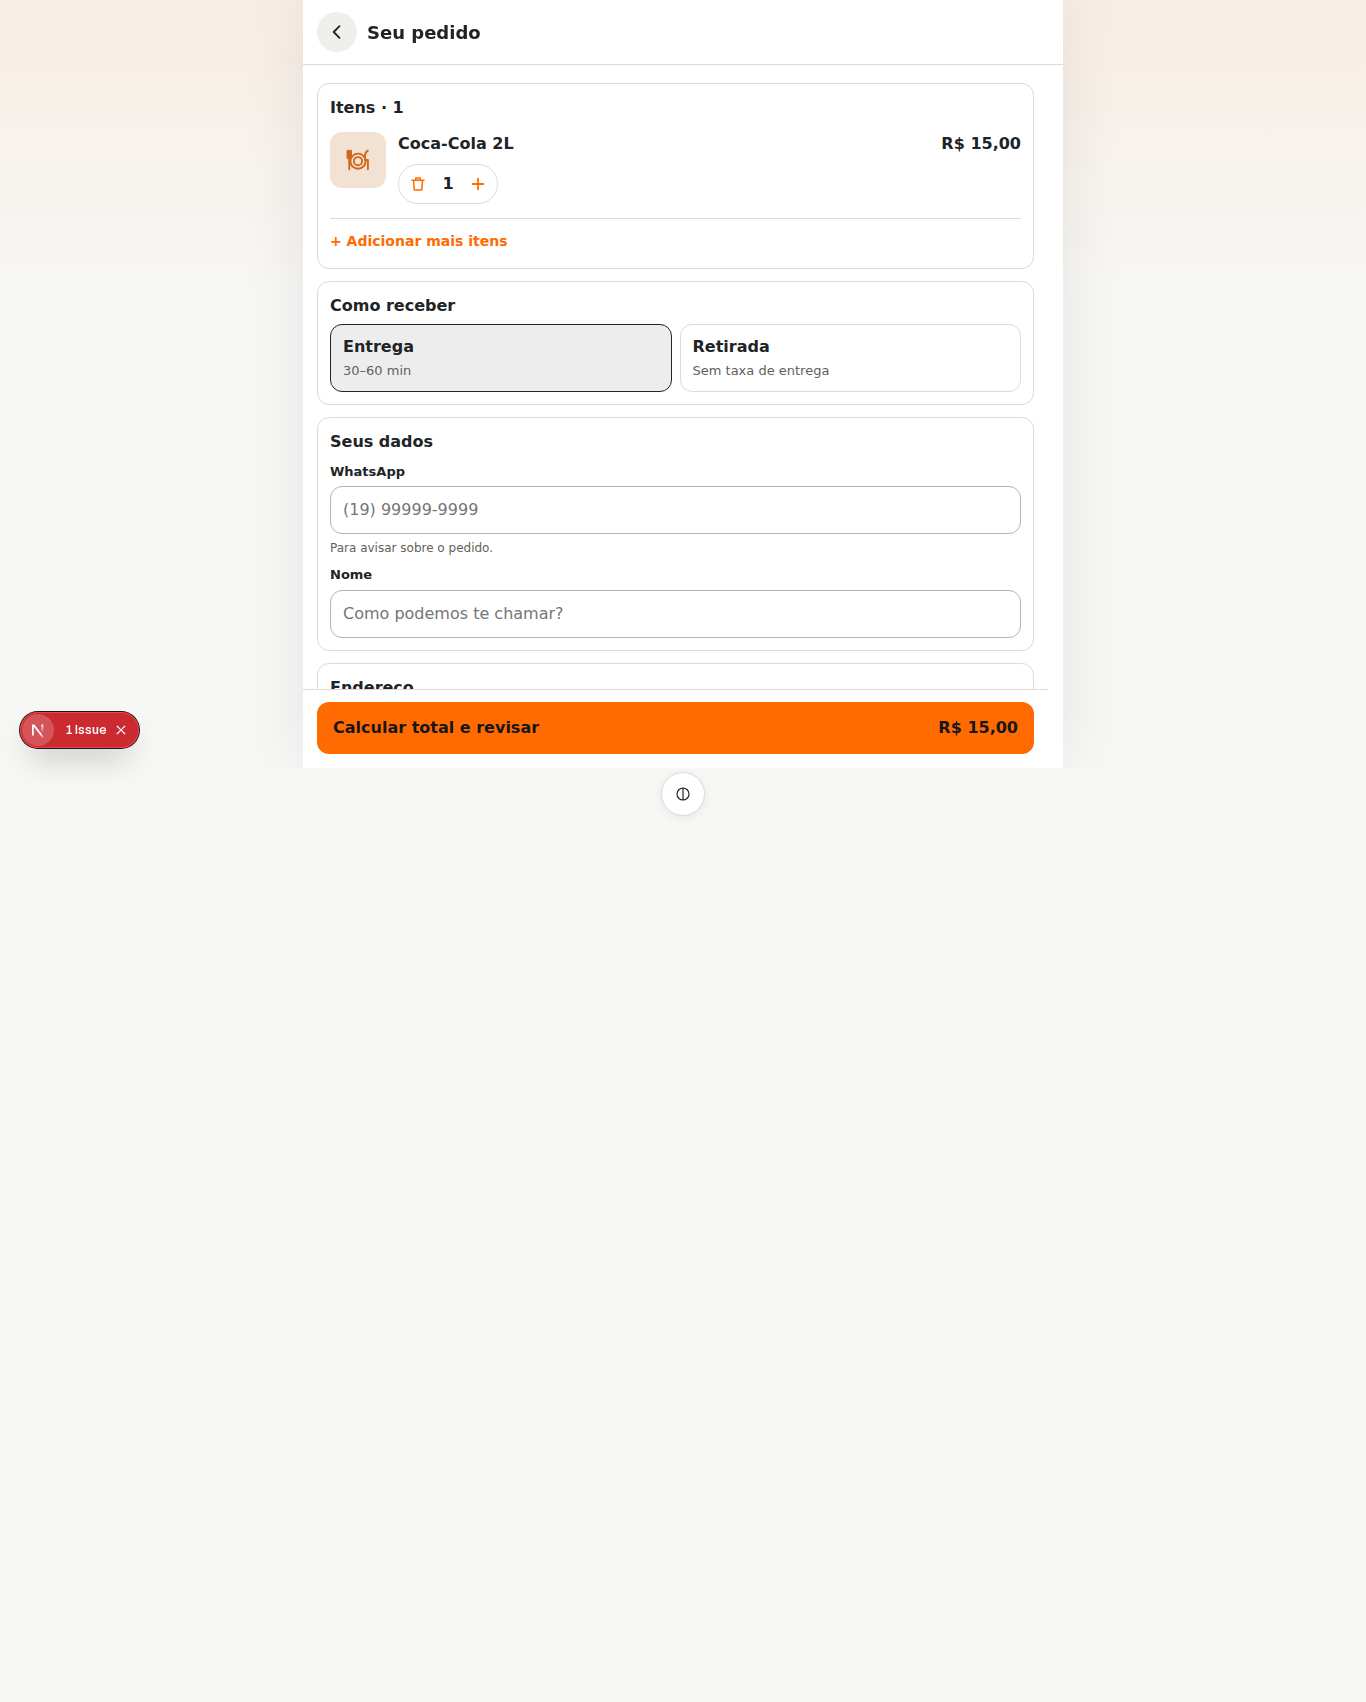 Seu pedido
Itens · 1
Coca-Cola 2L
R$ 15,00
1
+ Adicionar mais itens
Como receber
Entrega
30–60 min
Retirada
Sem taxa de entrega
Seus dados
WhatsApp
(19) 99999-9999
Para avisar sobre o pedido.
Nome
Como podemos te chamar?
Endereço
N
1 Issue
Calcular total e revisar
R$ 15,00